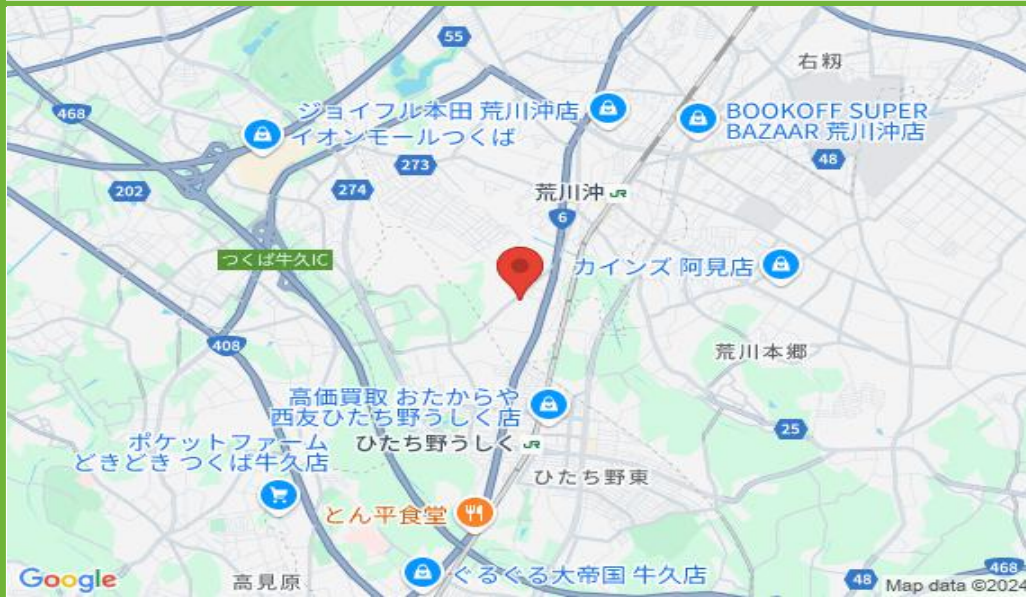 55
右籾
468
ジョイフル本田 荒川沖店
BOOKOFF SUPER
BAZAAR 荒川沖店
イオンモールつくば
273
48
202
274
荒川沖 JR
6
つくば牛久IC
カインズ 阿見店
408
荒川本郷
高価買取 おたからや
西友ひたち野うしく店
25
ポケットファーム
どきどき つくば牛久店
ひたち野うしく JR
ひたち野東
とん平食堂
468
Google
高見原
ぐるぐる大帝国 牛久店
48
Map data ©2024